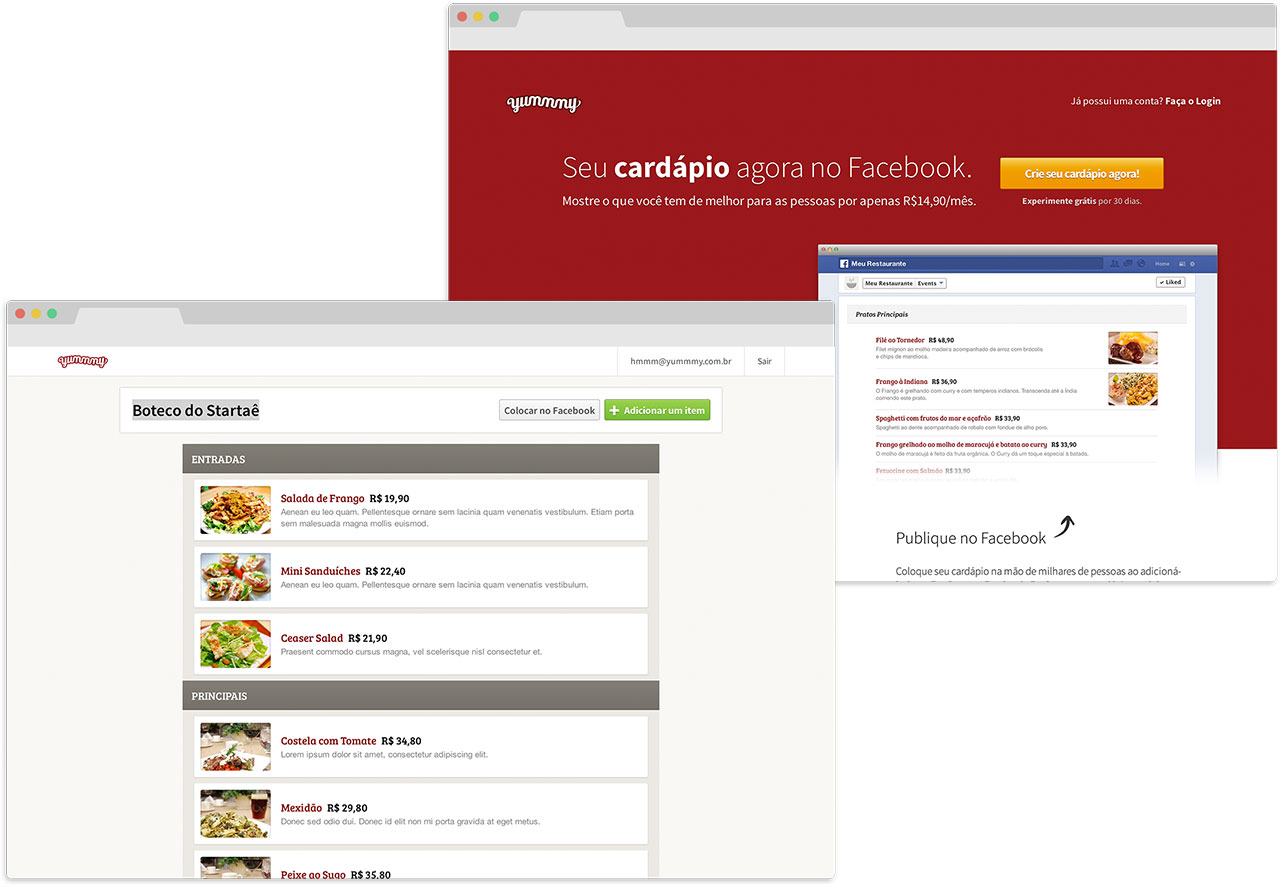 yummmy
Já possui uma conta? Faça o Login
Seu cardápio agora no Facebook.
Crie seu cardápio agora!
Mostre o que você tem de melhor para as pessoas por apenas R$14,90/mês.
Experimente grátis por 30 dias.
Meu Restaurante
Home
Meu Restaurante Events
Liked
Pratos Principais
Filé ao Tornedor R$ 48,90
Filet mignon ao molho madeira acompanhado de arroz com brócolis
e chips de mandioca.
Frango à Indiana R$ 36,90
O Frango é grelhando com curry e com temperos indianos. Transcenda até a Índia
comendo este prato.
Spaghetti com frutos do mar e açafrão R$ 33,90
Spaghetti ao dente acompanhado de robalo com fondue de alho poro.
Frango grelhado ao molho de maracujá e batata ao curry R$ 33,90
O molho de maracujá é feito da fruta orgânica. O Curry dá um toque especial à batada.
Fetucine com Salmão R$ 33,90
Publique no Facebook
Coloque seu cardápio na mão de milhares de pessoas ao adicioná-
yummmy
hmmm@yummmy.com.br
Sair
Boteco do Startaê
Colocar no Facebook
+ Adicionar um item
ENTRADAS
Salada de Frango R$ 19,90
Aenean eu leo quam. Pellentesque ornare sem lacinia quam venenatis vestibulum. Etiam porta
sem malesuada magna mollis euismod.
Mini Sanduíches R$ 22,40
Aenean eu leo quam. Pellentesque ornare sem lacinia quam venenatis vestibulum.
Ceaser Salad R$ 21,90
Praesent commodo cursus magna, vel scelerisque nisl consectetur et.
PRINCIPAIS
Costela com Tomate R$ 34,80
Lorem ipsum dolor sit amet, consectetur adipiscing elit.
Mexidão R$ 29,80
Donec sed odio dui. Donec id elit non mi porta gravida at eget metus.
Peixe ao Sugo R$ 35,80